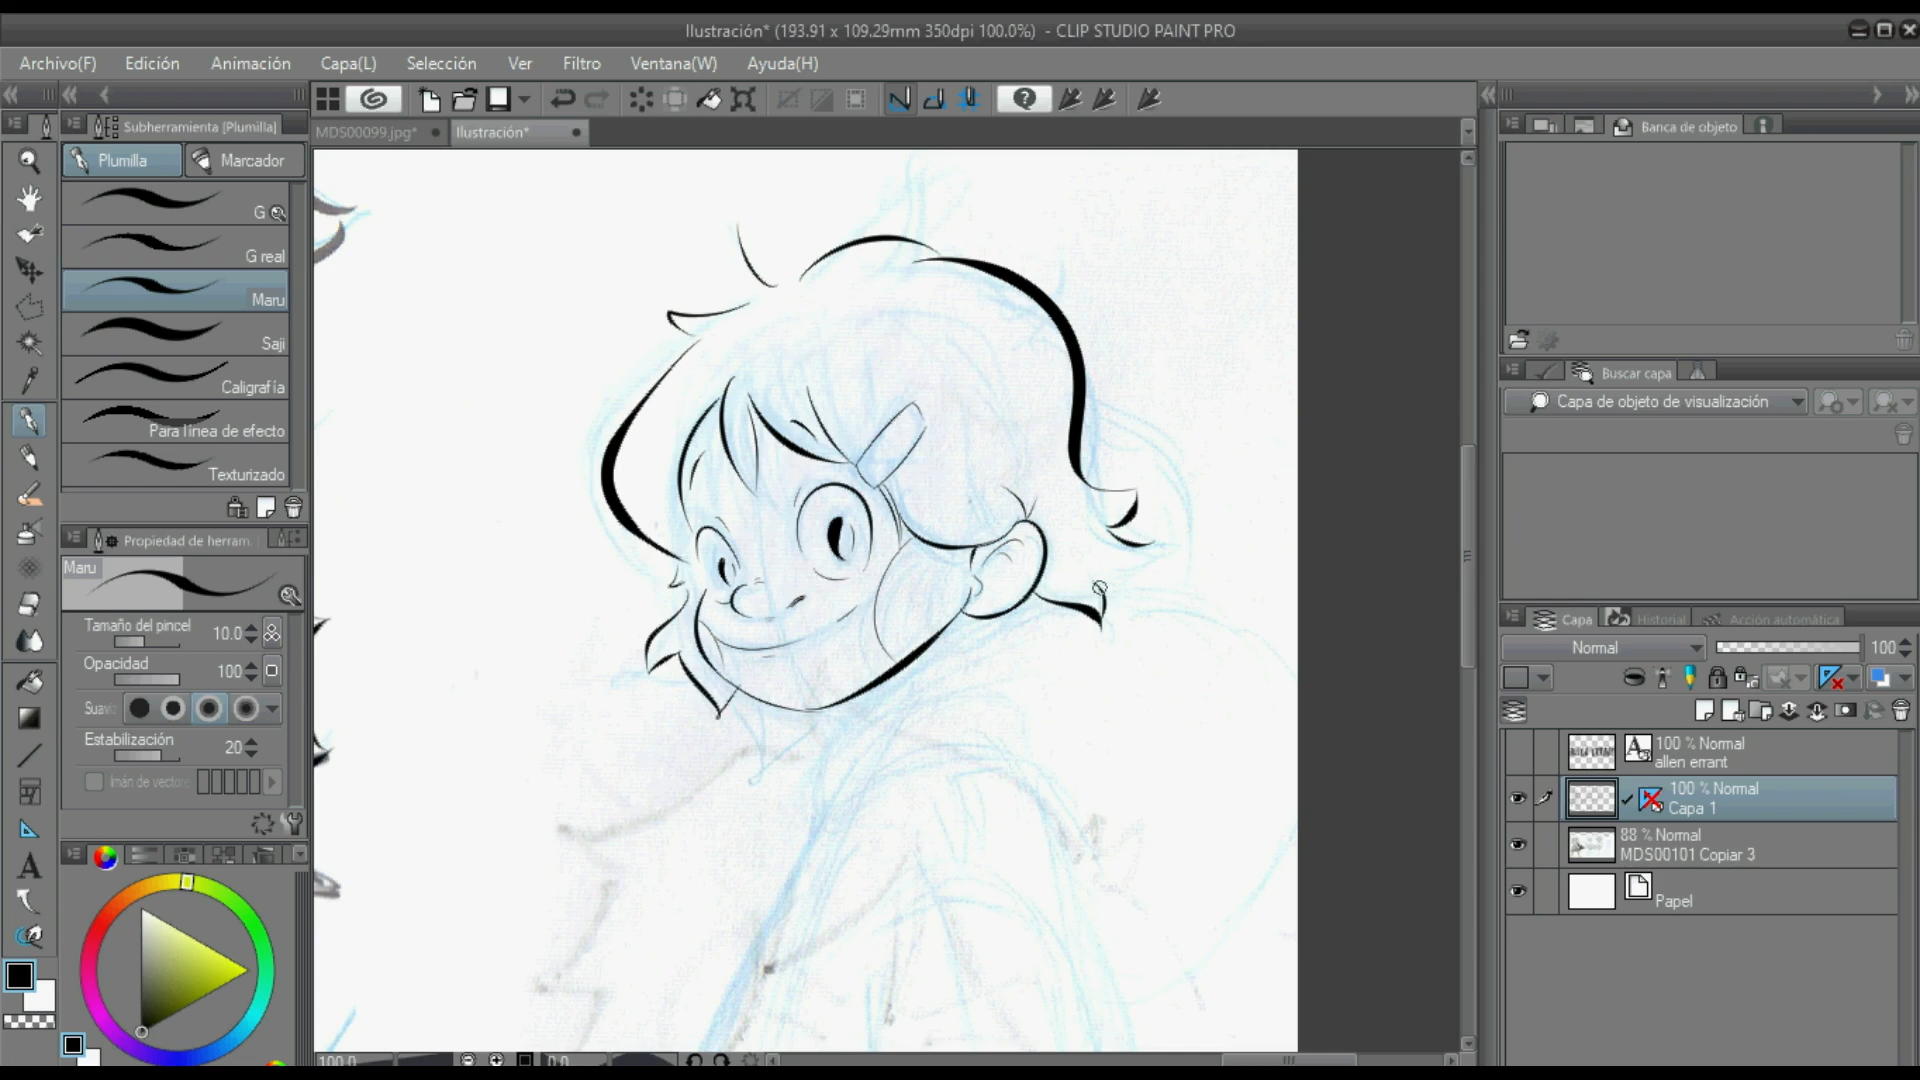 Ilustración* (193.91 x 109.29mm 350dpi 100.0%) - CLIP STUDIO PAINT PRO
Archivo(F) Edición Animación Capa(L) Selección Ver Filtro Ventana(W) Ayuda(H)
Subherramienta [Plumilla]
MDS00099.jpg* Ilustración*
Banca de objeto
Plumilla Marcador
G
G real
Maru
Saji
Caligrafía
Para línea de efecto
Texturizado
Buscar capa
Capa de objeto de visualización
Propiedad de herram.
Maru
Tamaño del pincel 10.0
Opacidad 100
Suavi
Estabilización 20
Imán de vectore
Capa Historial Acción automática
Normal 100
100 % Normal
allen errant
100 % Normal
Capa 1
88 % Normal
MDS00101 Copiar 3
Papel
A
100.0 0.0